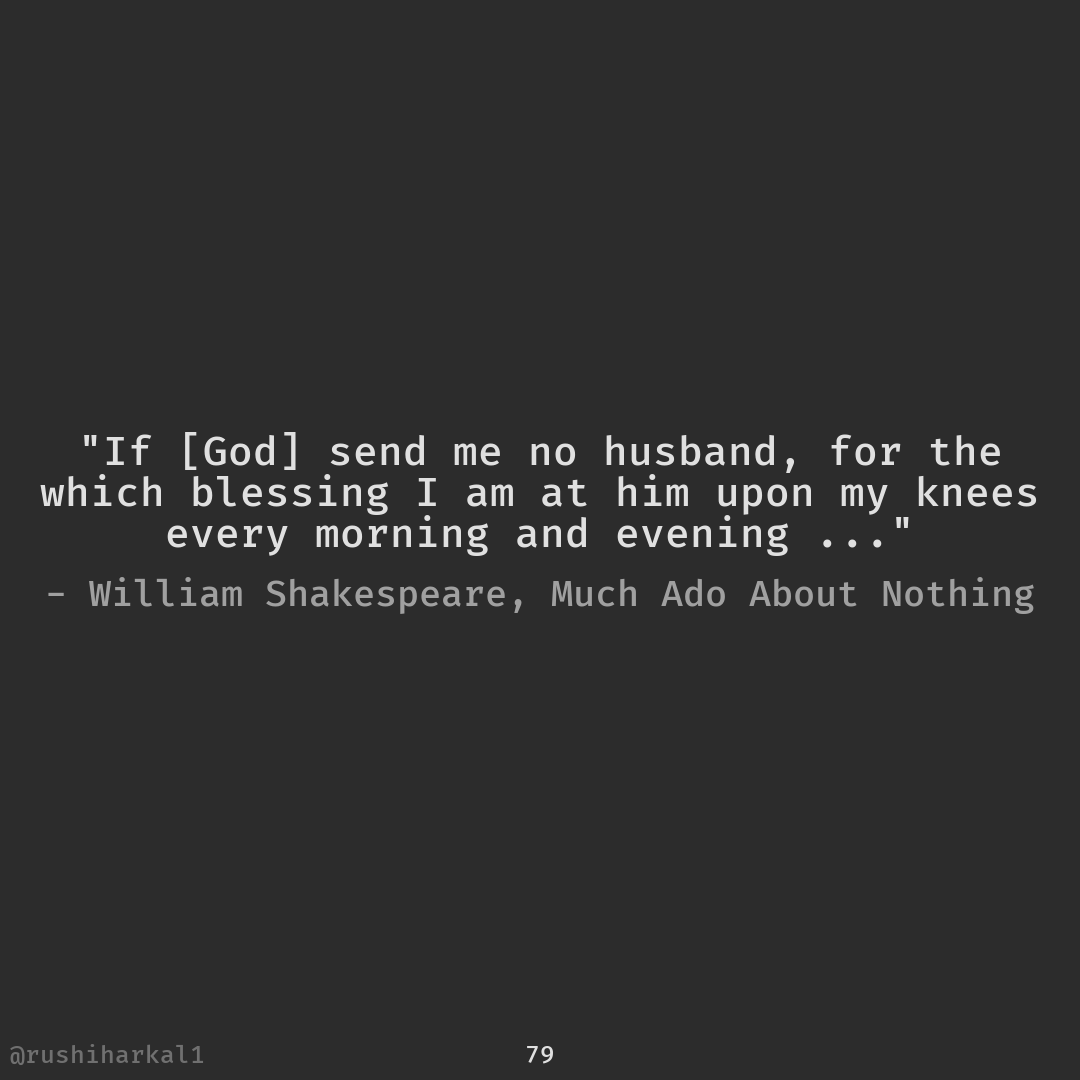 "If [God] send me no husband, for the
which blessing I am at him upon my knees
every morning and evening ..."
- William Shakespeare, Much Ado About Nothing
@rushiharkal1
79